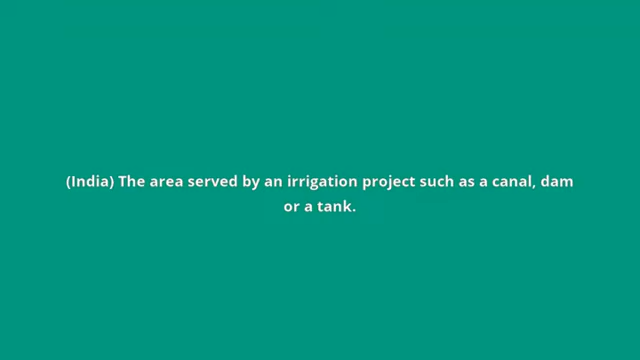 (India) The area served by an irrigation project such as a canal, dam
or a tank.